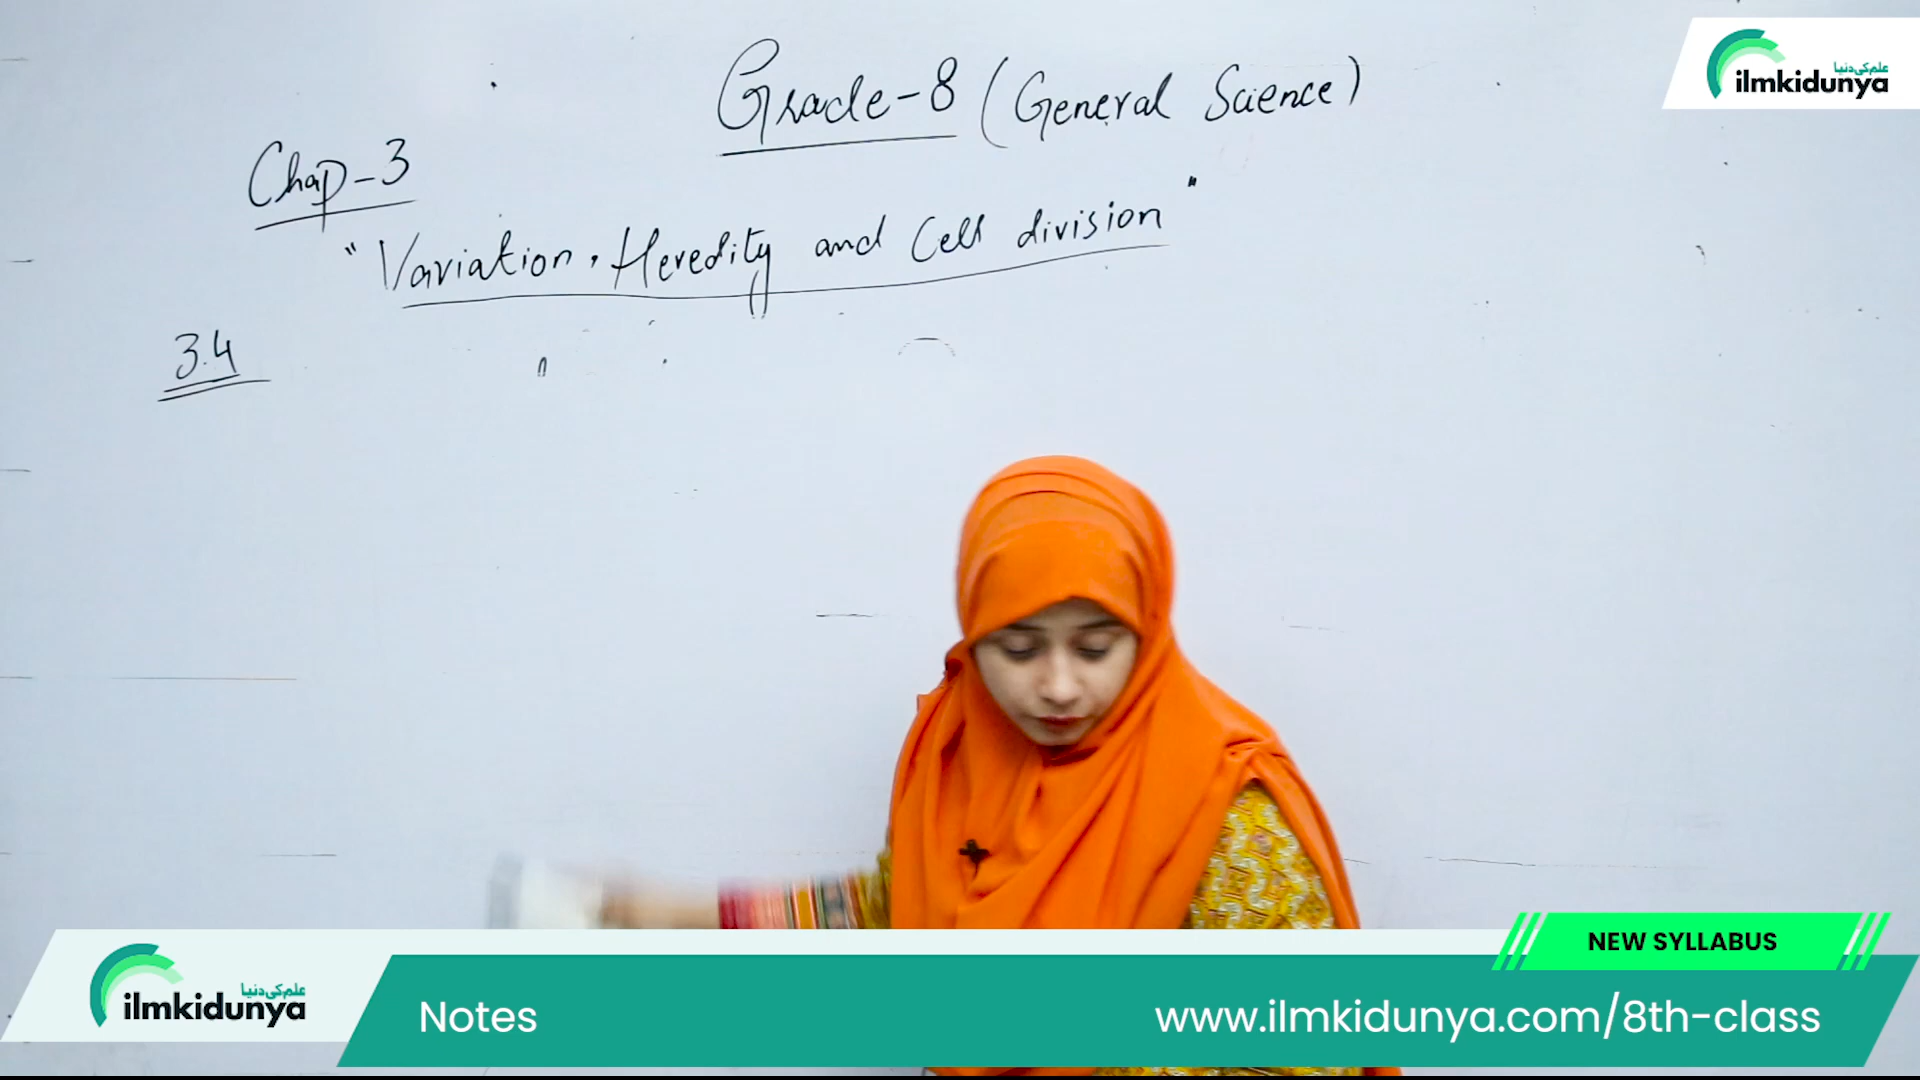 Grade-8 (General Science)
علم کی دنیا
ilmkidunya
Chap-3
"Variation, Heredity and Cell division"
3.4
NEW SYLLABUS
علم کی دنیا
ilmkidunya
Notes
www.ilmkidunya.com/8th-class